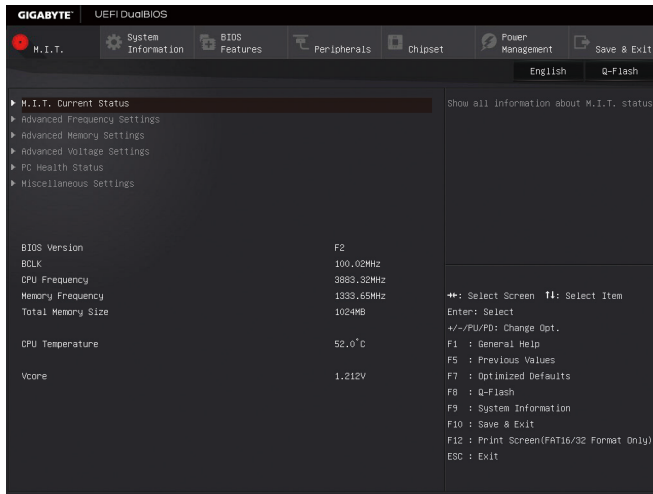 GIGABYTE™ UEFI DualBIOS
M.I.T.
System Information
BIOS Features
Peripherals
Chipset
Power Management
Save & Exit
English Q-Flash
M.I.T. Current Status
Advanced Frequency Settings
Advanced Memory Settings
Advanced Voltage Settings
PC Health Status
Miscellaneous Settings
Show all information about M.I.T. status
BIOS Version F2
BCLK 100.02MHz
CPU Frequency 3883.32MHz
Memory Frequency 1333.65MHz
Total Memory Size 1024MB
CPU Temperature 52.0°C
Vcore 1.212V
→←: Select Screen ↑↓: Select Item
Enter: Select
+/-/PU/PD: Change Opt.
F1 : General Help
F5 : Previous Values
F7 : Optimized Defaults
F8 : Q-Flash
F9 : System Information
F10 : Save & Exit
F12 : Print Screen(FAT16/32 Format Only)
ESC : Exit